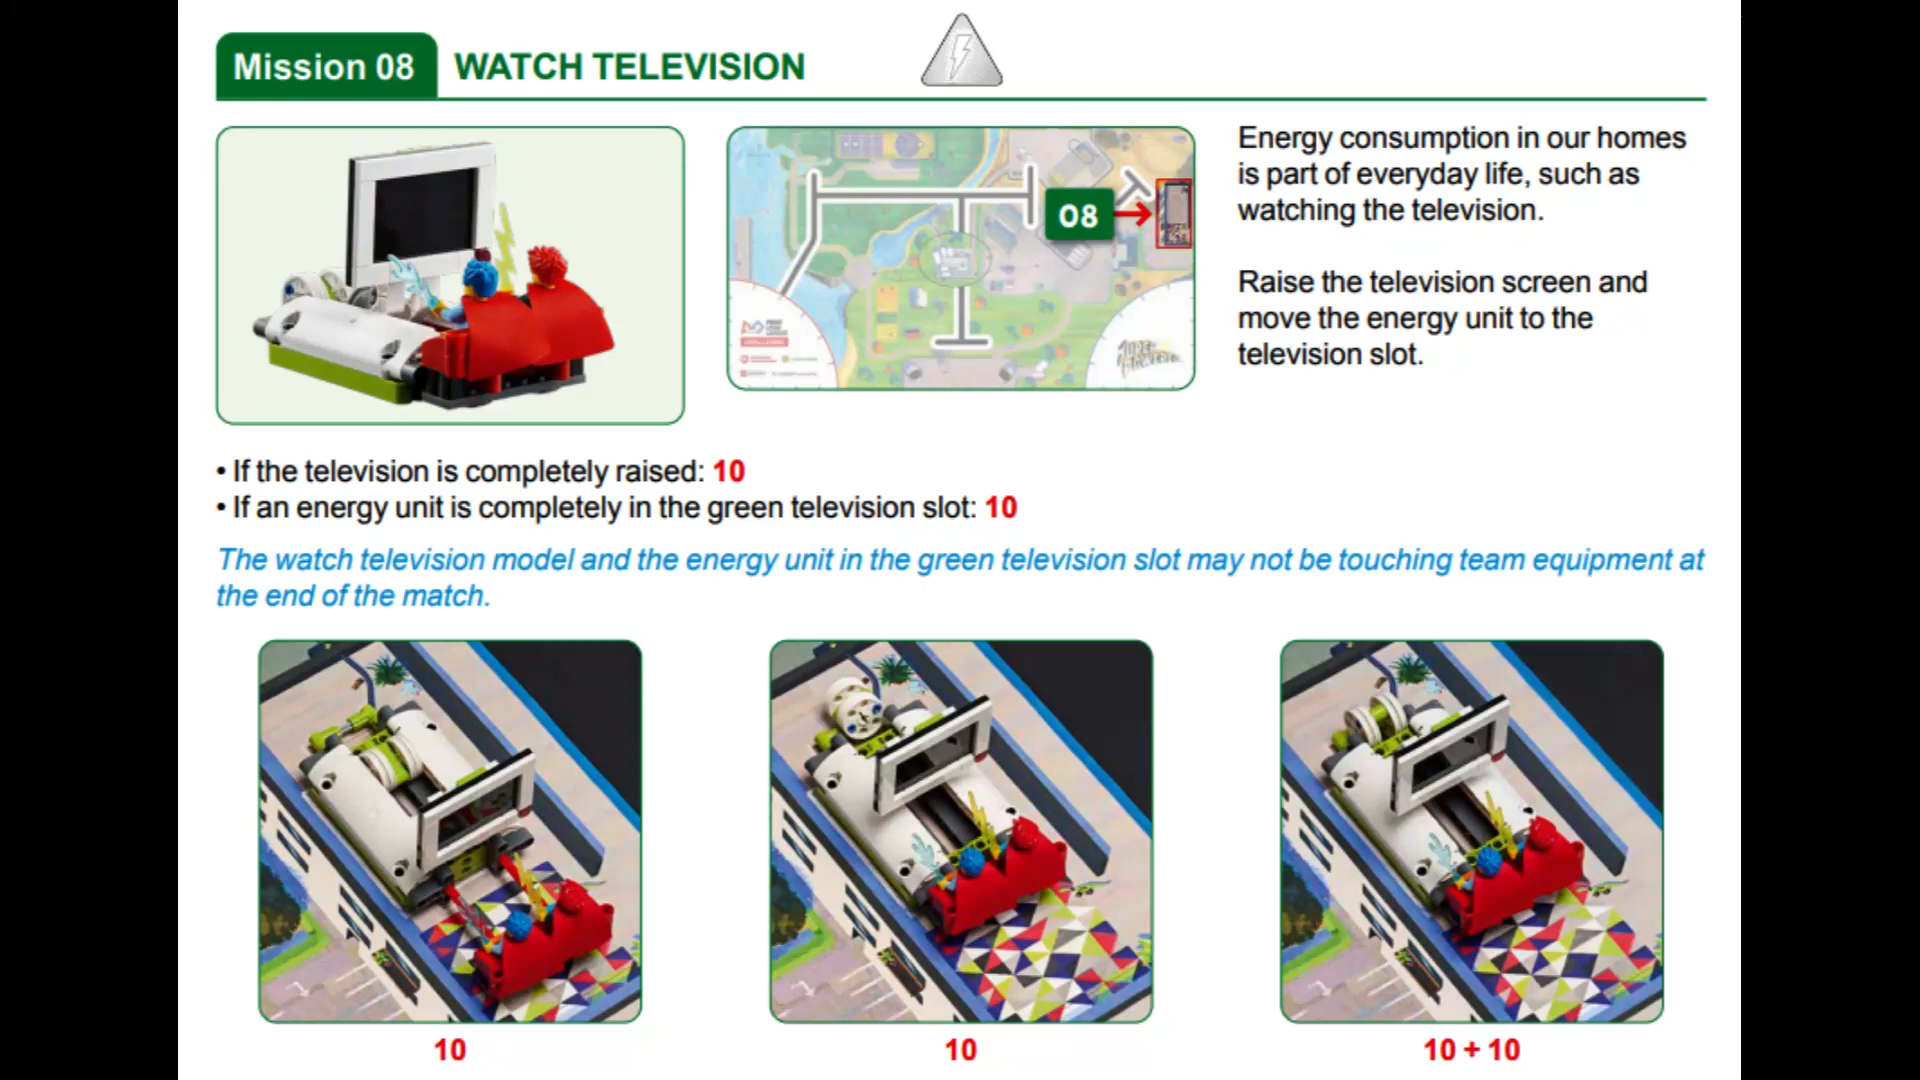 Mission 08 WATCH TELEVISION
08
Energy consumption in our homes
is part of everyday life, such as
watching the television.
Raise the television screen and
move the energy unit to the
television slot.
• If the television is completely raised: 10
• If an energy unit is completely in the green television slot: 10
The watch television model and the energy unit in the green television slot may not be touching team equipment at
the end of the match.
10
10
10 + 10